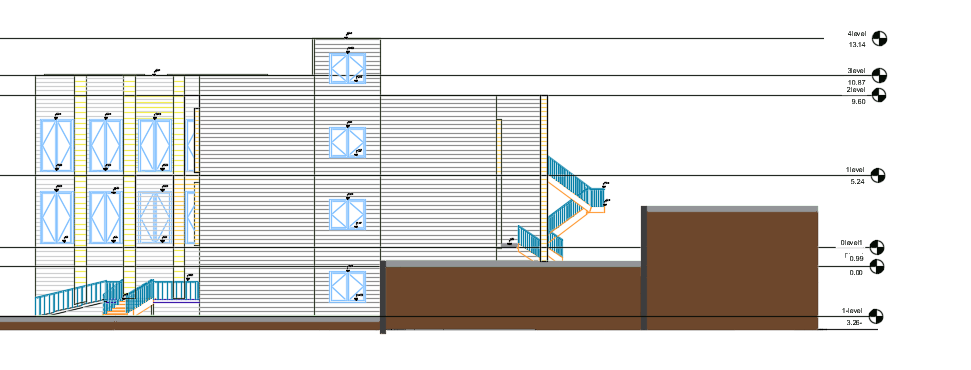 4level
13.14
3level
10.87
2level
9.60
1level
5.24
0level1
0.99
0.00
1-level
3.26-